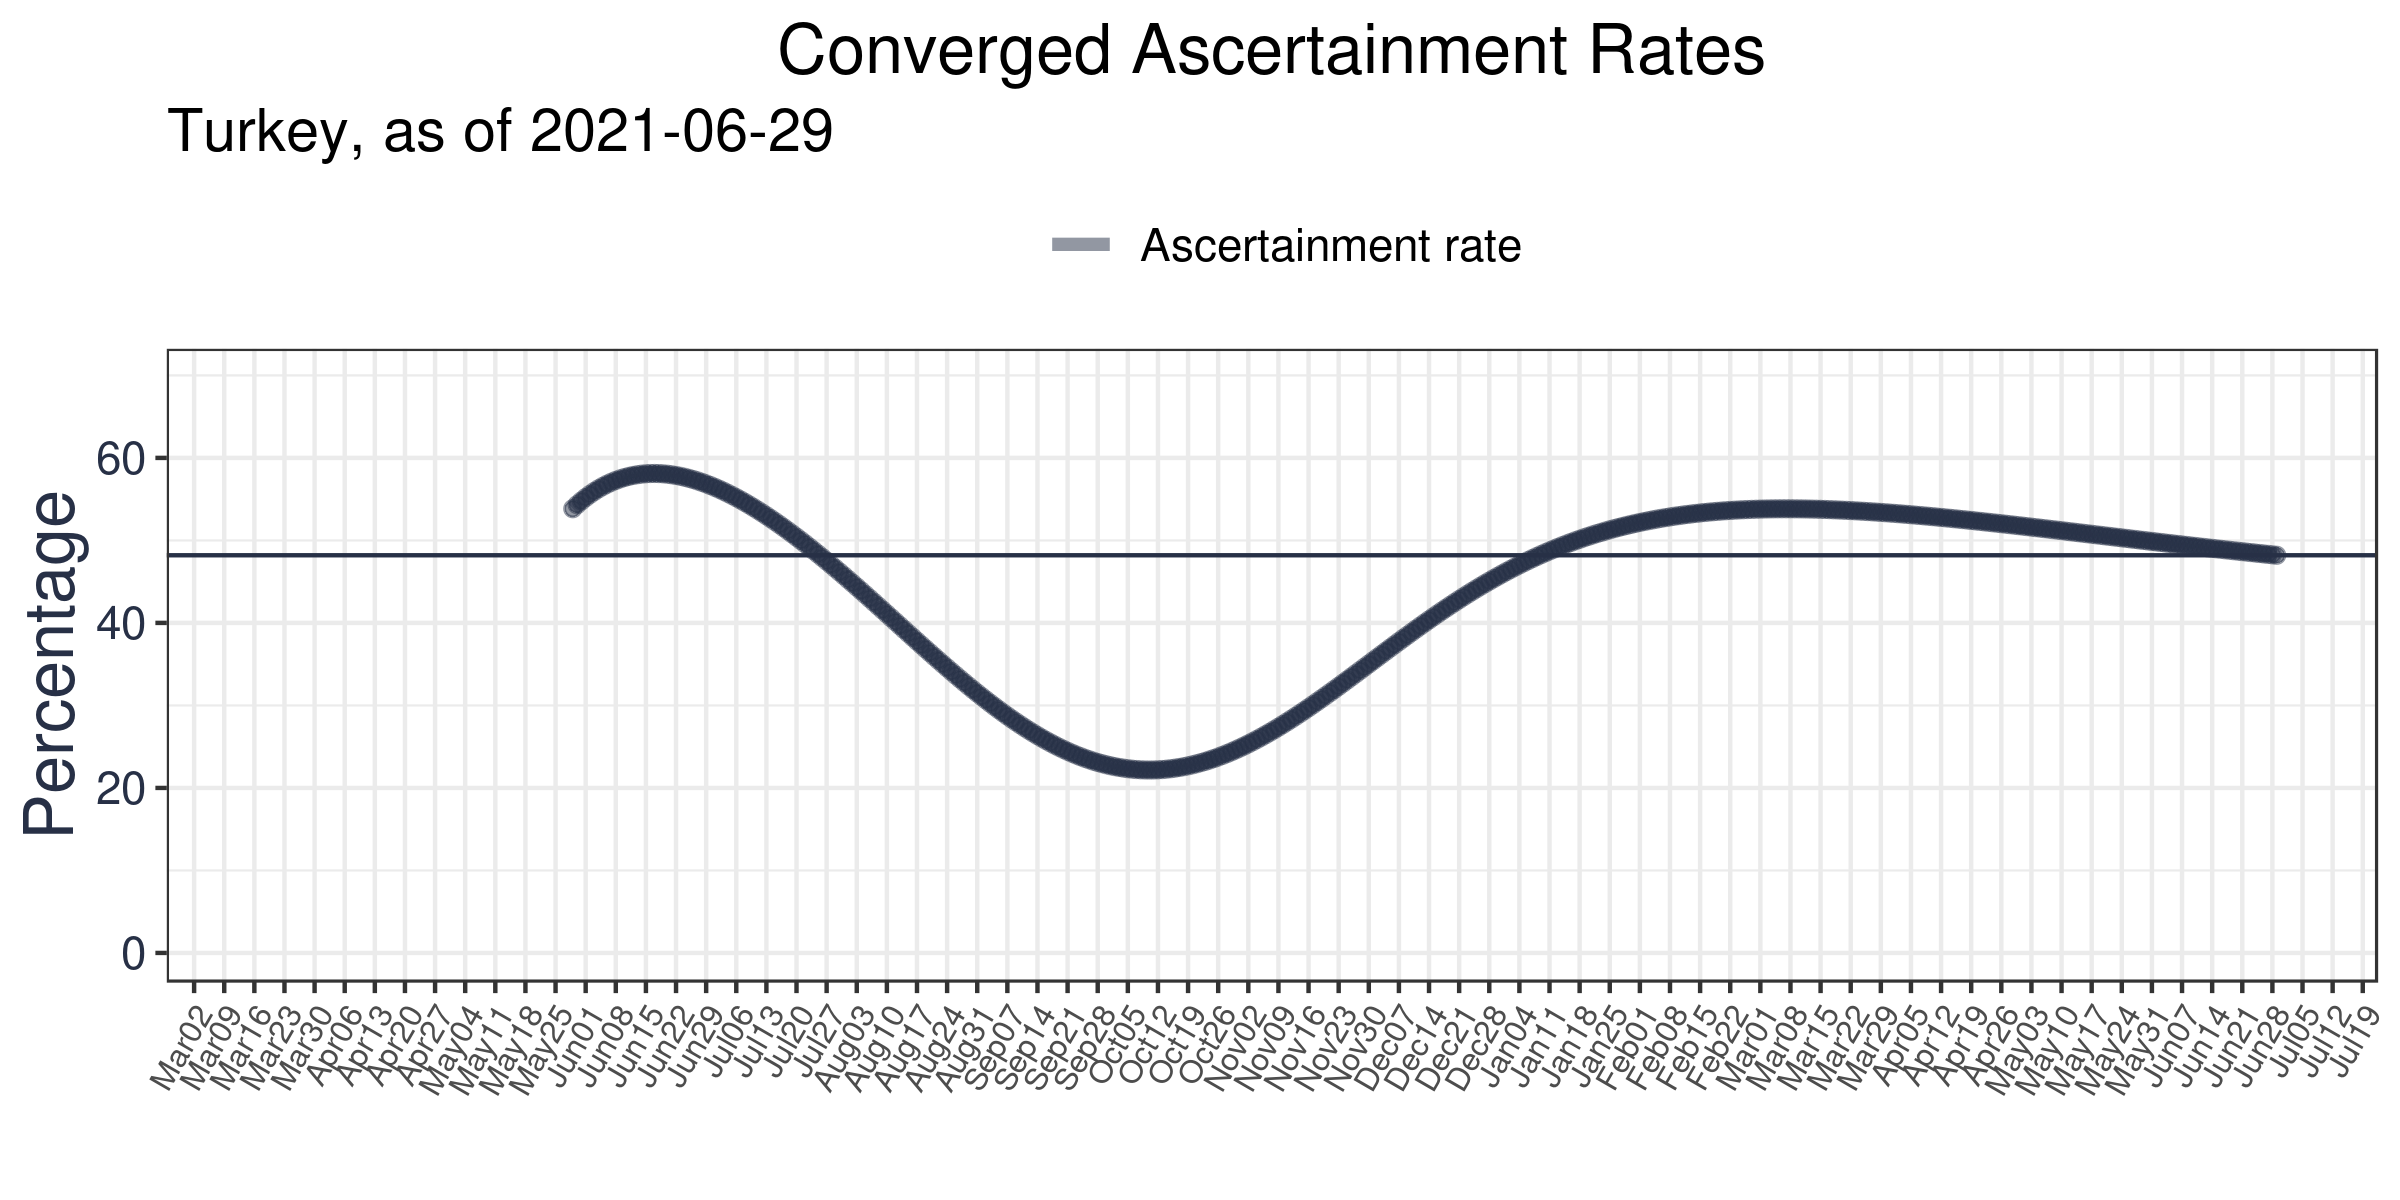 Converged Ascertainment Rates
Turkey, as of 2021-06-29
Ascertainment rate
Percentage
60
40
20
0
Mar02
Mar09
Mar16
Mar23
Mar30
Apr06
Apr13
Apr20
Apr27
May04
May11
May18
May25
Jun01
Jun08
Jun15
Jun22
Jun29
Jul06
Jul13
Jul20
Jul27
Aug03
Aug10
Aug17
Aug24
Aug31
Sep07
Sep14
Sep21
Sep28
Oct05
Oct12
Oct19
Oct26
Nov02
Nov09
Nov16
Nov23
Nov30
Dec07
Dec14
Dec21
Dec28
Jan04
Jan11
Jan18
Jan25
Feb01
Feb08
Feb15
Feb22
Mar01
Mar08
Mar15
Mar22
Mar29
Apr05
Apr12
Apr19
Apr26
May03
May10
May17
May24
May31
Jun07
Jun14
Jun21
Jun28
Jul05
Jul12
Jul19